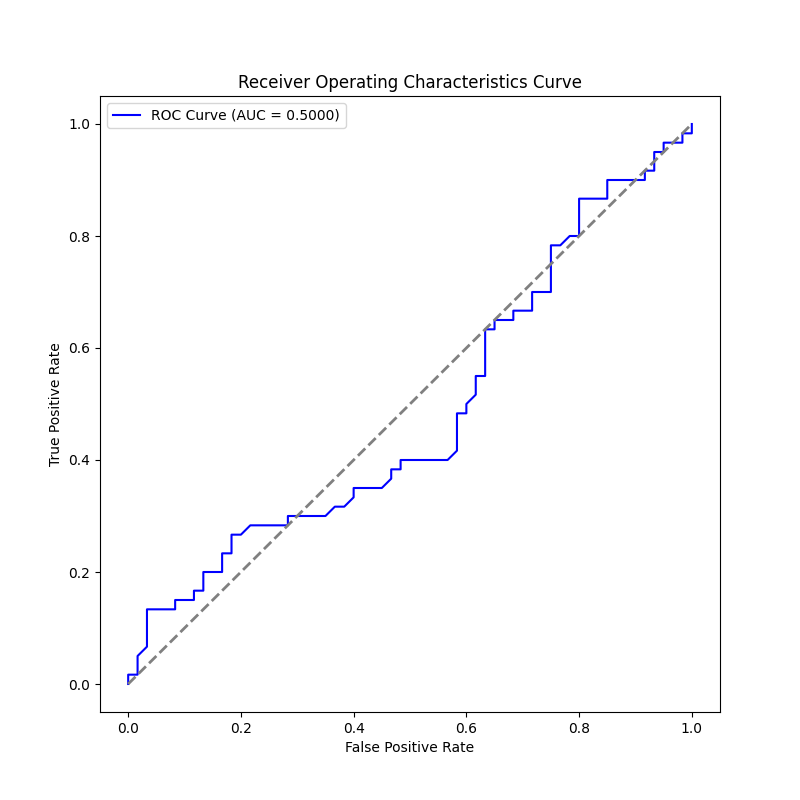 Receiver Operating Characteristics Curve
ROC Curve (AUC = 0.5000)
1.0
0.8
0.6
0.4
0.2
0.0
True Positive Rate
0.0 0.2 0.4 0.6 0.8 1.0
False Positive Rate